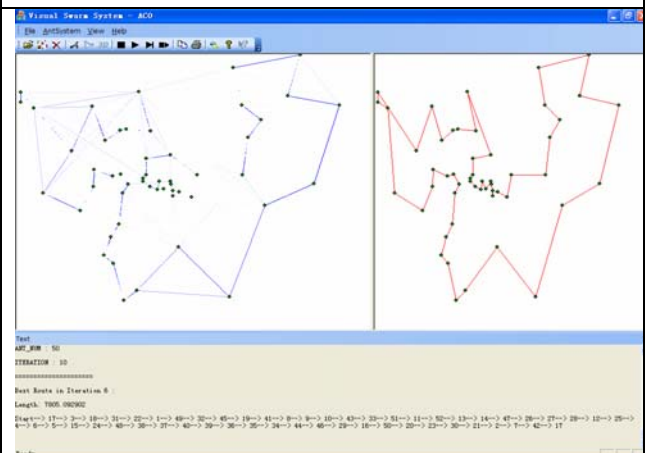 Visual Swarm System - ACO
File AntSystem View Help
Text
ANT_NUM : 50
ITERATION : 10
====================
Best Route in Iteration 6 :
Length: 7805.092902
Start--> 17--> 3--> 18--> 31--> 22--> 1--> 49--> 32--> 45--> 19--> 41--> 8--> 9--> 10--> 43--> 33--> 51--> 11--> 52--> 13--> 14--> 47--> 26--> 27--> 28--> 12--> 25-->
4--> 6--> 5--> 15--> 24--> 48--> 38--> 37--> 40--> 39--> 36--> 35--> 34--> 44--> 46--> 29--> 16--> 50--> 20--> 23--> 30--> 21--> 2--> 7--> 42--> 17